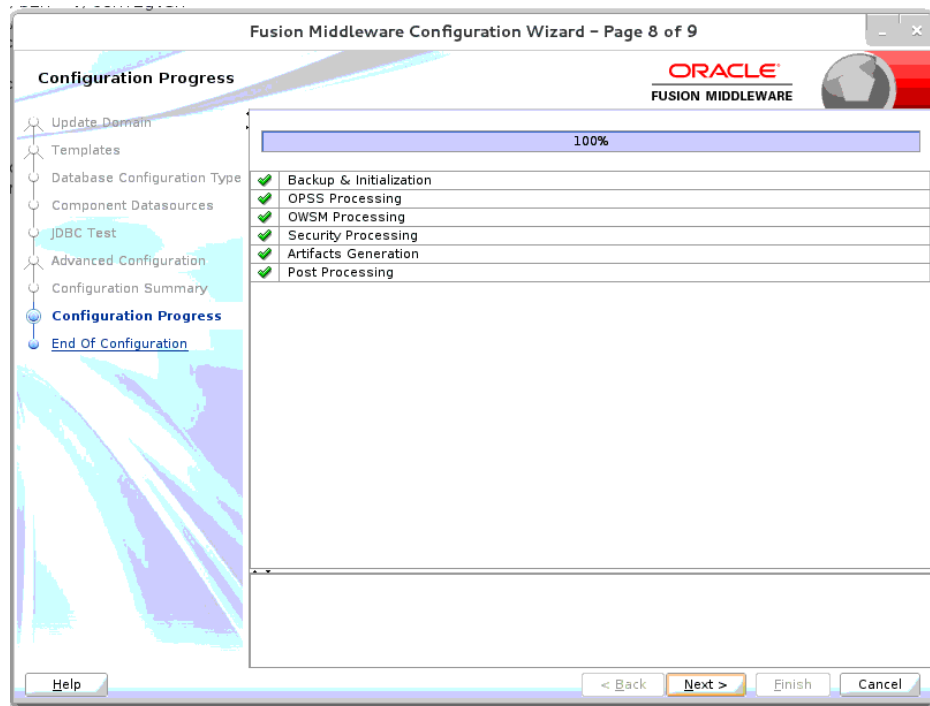 Fusion Middleware Configuration Wizard – Page 8 of 9
Configuration Progress
ORACLE
FUSION MIDDLEWARE
Update Domain
Templates
Database Configuration Type
Component Datasources
JDBC Test
Advanced Configuration
Configuration Summary
Configuration Progress
End Of Configuration
100%
Backup & Initialization
OPSS Processing
OWSM Processing
Security Processing
Artifacts Generation
Post Processing
Help
< Back
Next >
Finish
Cancel